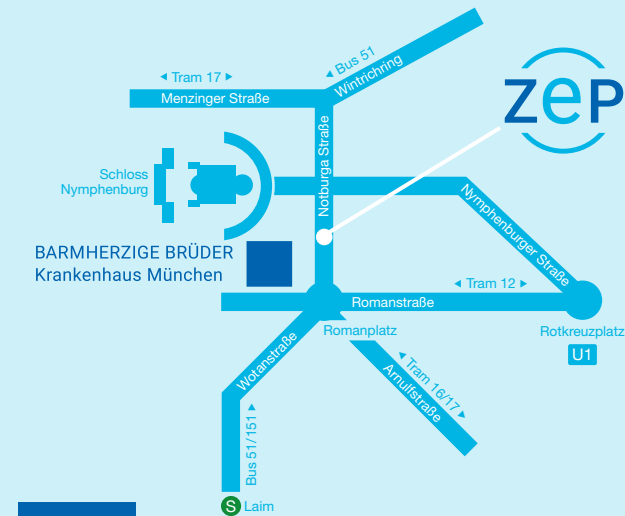 ◄ Bus 51
Wintrichring
◄ Tram 17 ►
Menzinger Straße
zep
Notburga Straße
Schloss
Nymphenburg
Nymphenburger Straße
BARMHERZIGE BRÜDER
Krankenhaus München
◄ Tram 12 ►
Romanstraße
Romanplatz
Rotkreuzplatz
U1
Wotanstraße
◄ Tram 16/17 ►
Arnulfstraße
Bus 51/151 ►
S Laim